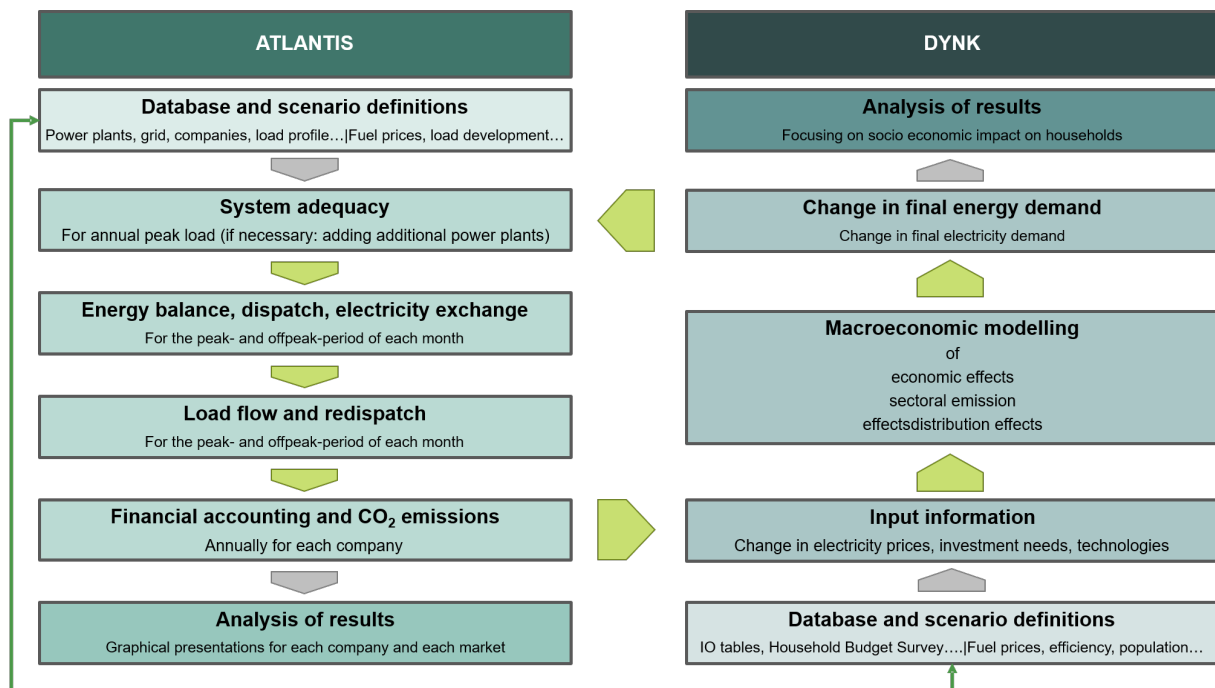 ATLANTIS
Database and scenario definitions
Power plants, grid, companies, load profile…|Fuel prices, load development…
System adequacy
For annual peak load (if necessary: adding additional power plants)
Energy balance, dispatch, electricity exchange
For the peak- and offpeak-period of each month
Load flow and redispatch
For the peak- and offpeak-period of each month
Financial accounting and CO₂ emissions
Annually for each company
Analysis of results
Graphical presentations for each company and each market
DYNK
Analysis of results
Focusing on socio economic impact on households
Change in final energy demand
Change in final electricity demand
Macroeconomic modelling
of
economic effects
sectoral emission
effectsdistribution effects
Input information
Change in electricity prices, investment needs, technologies
Database and scenario definitions
IO tables, Household Budget Survey….|Fuel prices, efficiency, population…